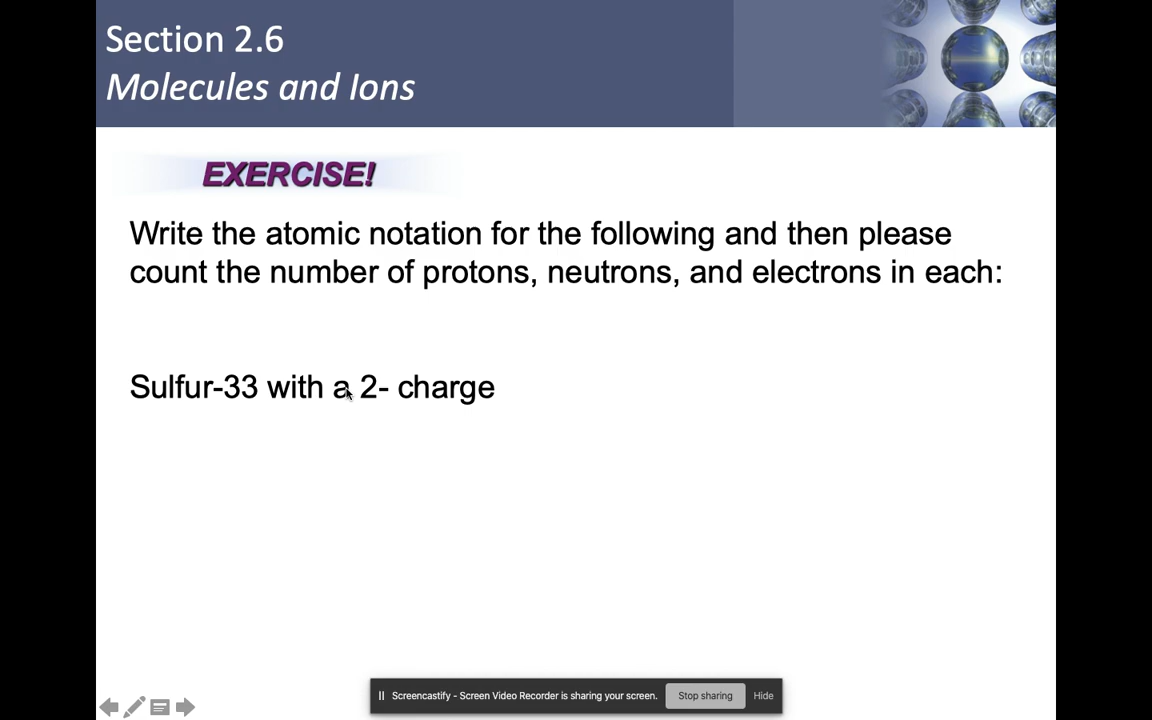 Section 2.6
Molecules and Ions
EXERCISE!
Write the atomic notation for the following and then please
count the number of protons, neutrons, and electrons in each:
Sulfur-33 with a 2- charge
Screencastify - Screen Video Recorder is sharing your screen. Stop sharing Hide